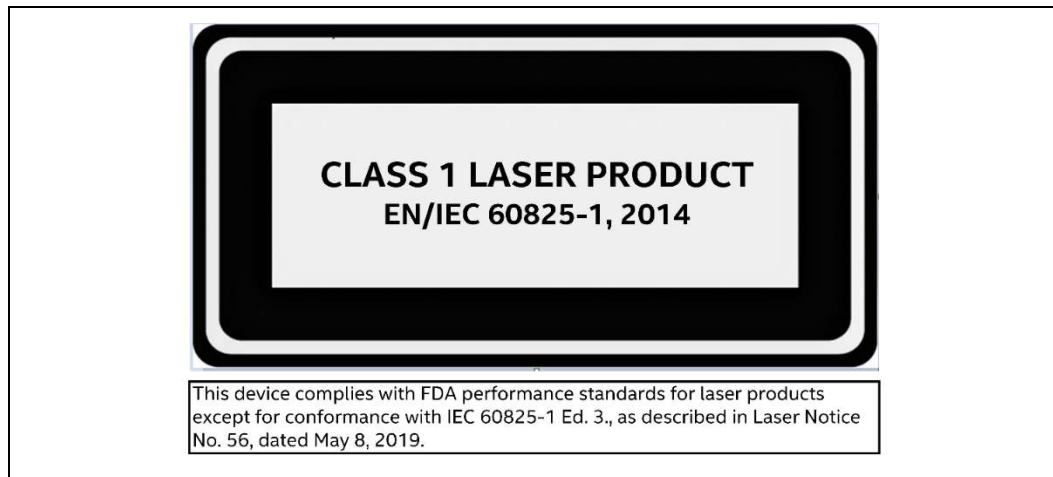 CLASS 1 LASER PRODUCT
EN/IEC 60825-1, 2014
This device complies with FDA performance standards for laser products
except for conformance with IEC 60825-1 Ed. 3., as described in Laser Notice
No. 56, dated May 8, 2019.